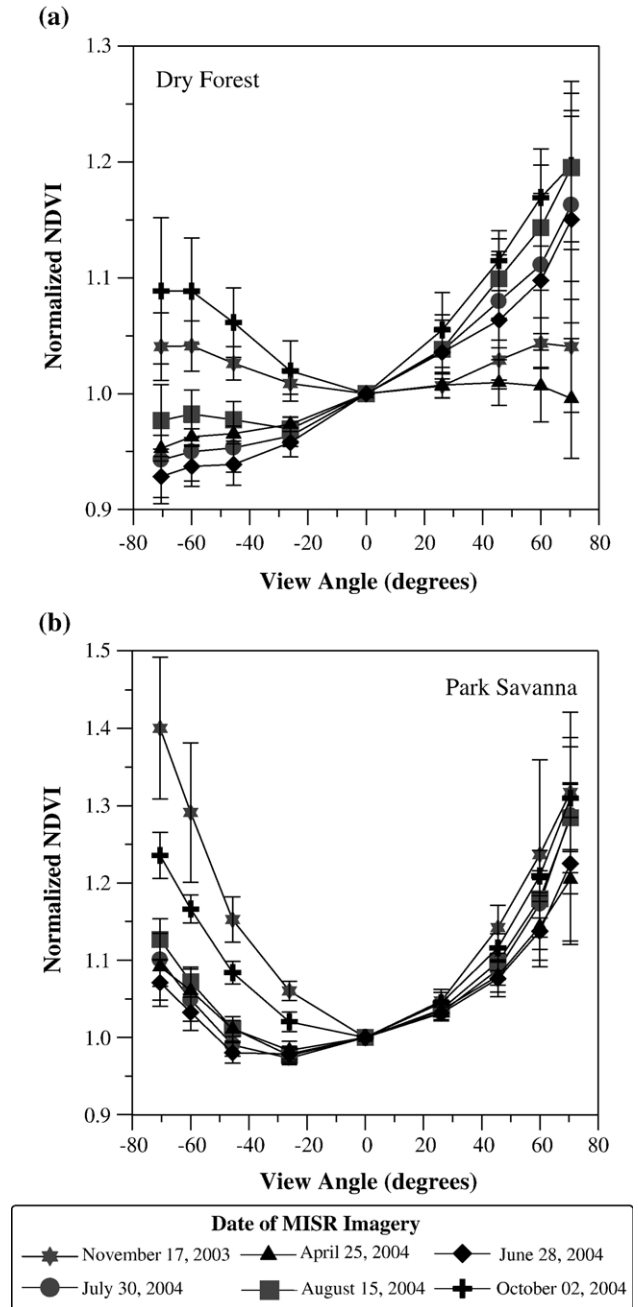 (a)
1.3
Dry Forest
1.2
1.1
1.0
0.9
Normalized NDVI
-80 -60 -40 -20 0 20 40 60 80
View Angle (degrees)
(b)
1.5
Park Savanna
1.4
1.3
1.2
1.1
1.0
0.9
Normalized NDVI
-80 -60 -40 -20 0 20 40 60 80
View Angle (degrees)
Date of MISR Imagery
November 17, 2003 April 25, 2004 June 28, 2004
July 30, 2004 August 15, 2004 October 02, 2004